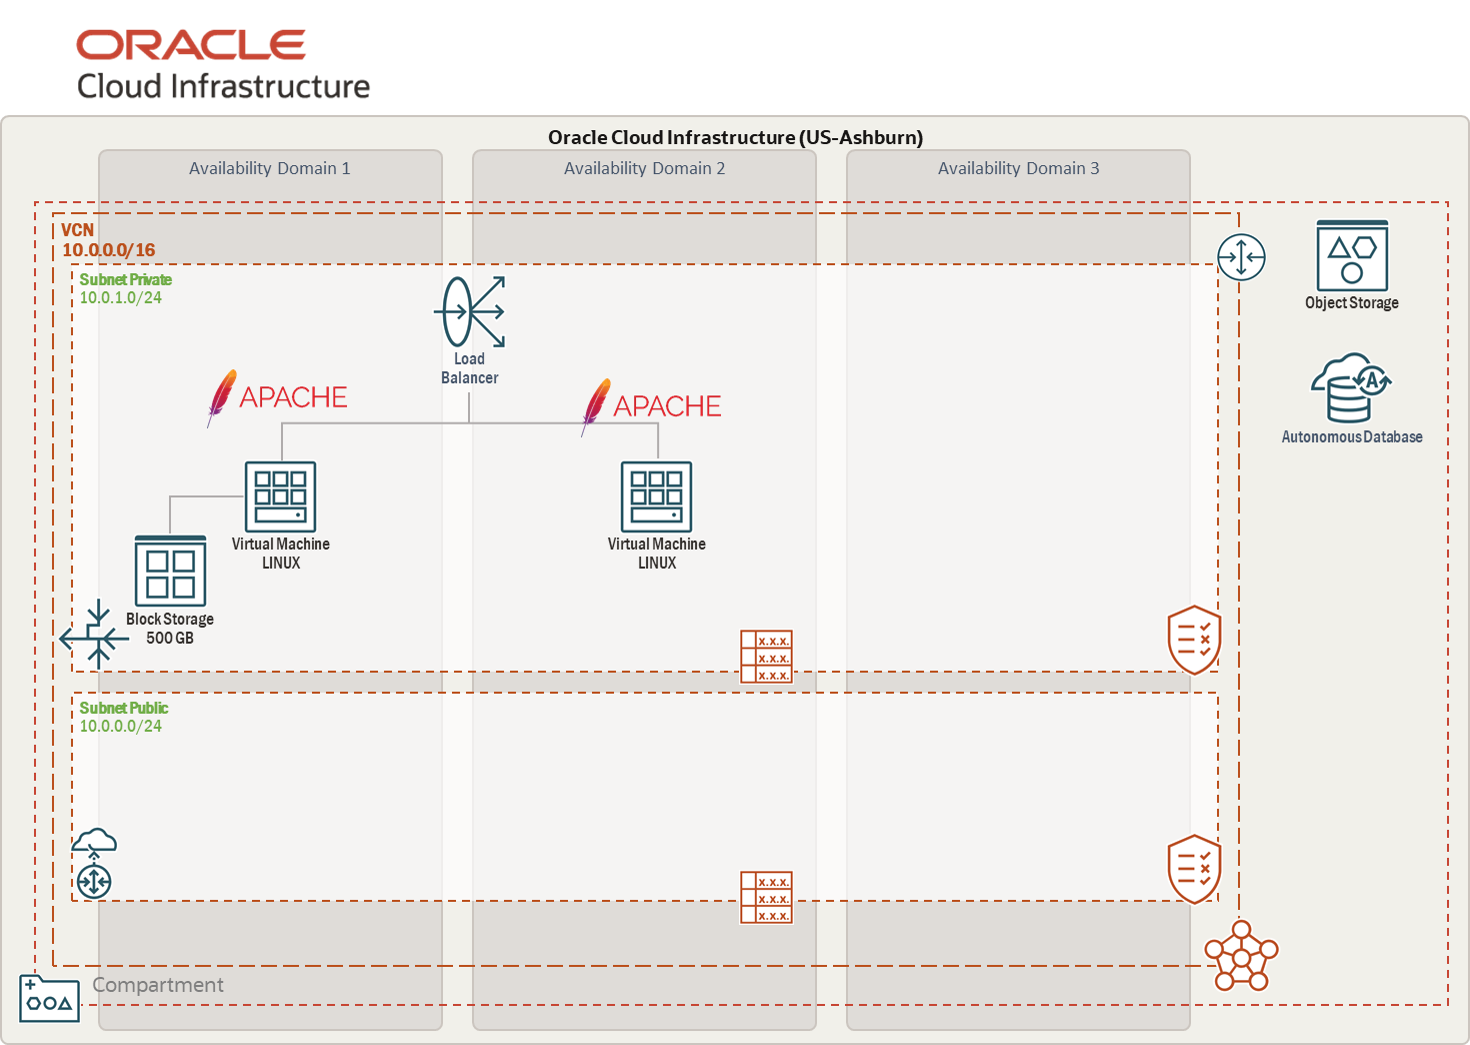 ORACLE
Cloud Infrastructure
Oracle Cloud Infrastructure (US-Ashburn)
Availability Domain 1
Availability Domain 2
Availability Domain 3
VCN
10.0.0.0/16
Subnet Private
10.0.1.0/24
Load
Balancer
Object Storage
APACHE
APACHE
Autonomous Database
A
Virtual Machine
LINUX
Virtual Machine
LINUX
Block Storage
500 GB
x.x.x.
x.x.x.
x.x.x.
Subnet Public
10.0.0.0/24
x.x.x.
x.x.x.
x.x.x.
Compartment